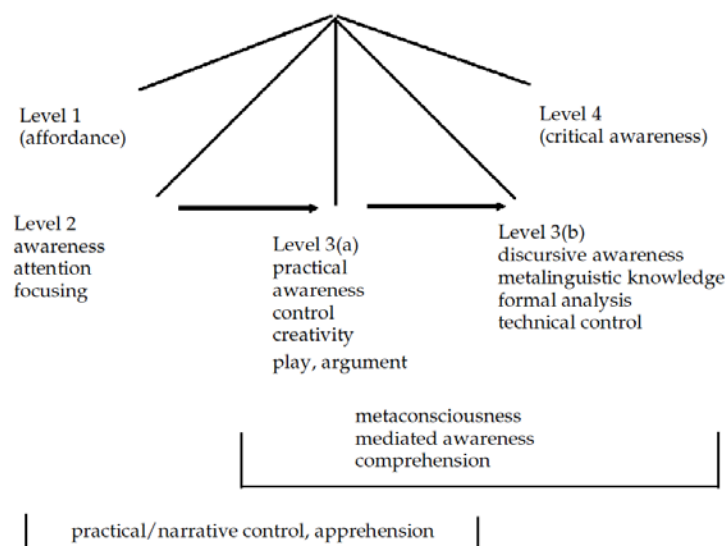 Level 1
(affordance)
Level 4
(critical awareness)
Level 2
awareness
attention
focusing
Level 3(a)
practical
awareness
control
creativity
play, argument
Level 3(b)
discursive awareness
metalinguistic knowledge
formal analysis
technical control
metaconsciousness
mediated awareness
comprehension
practical/narrative control, apprehension